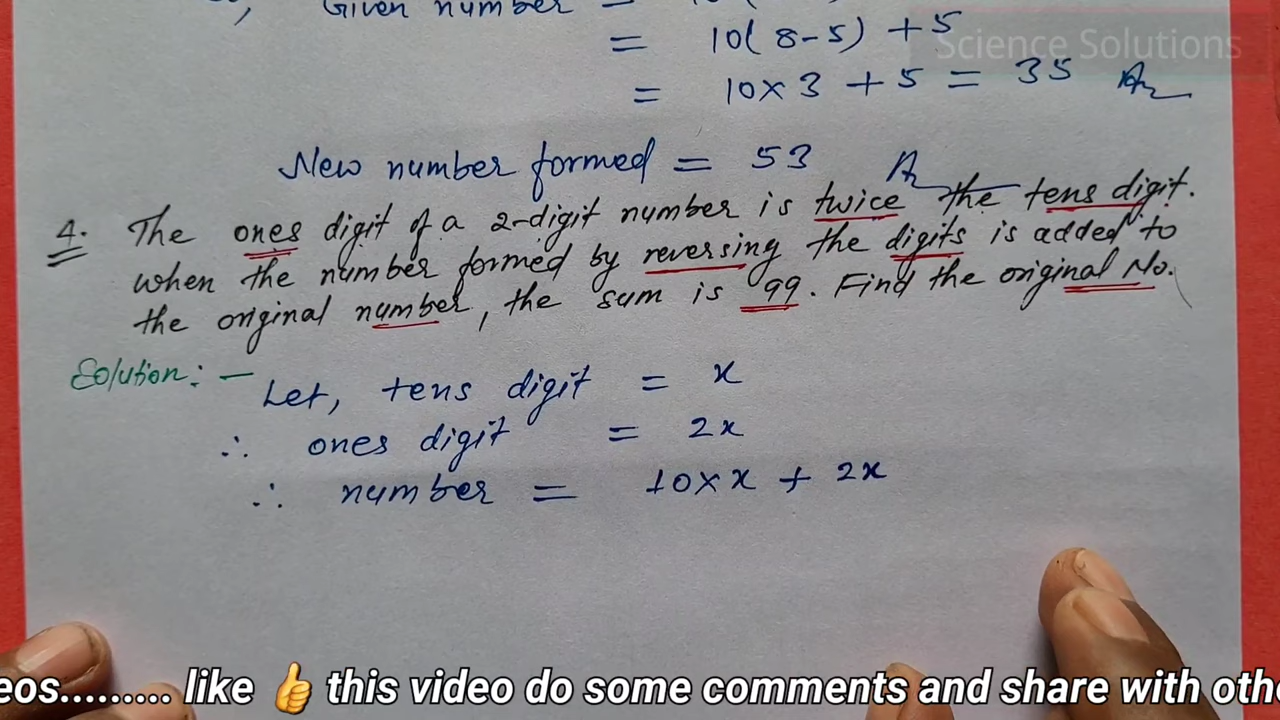 Given number = 10(
= 10(8-5) + 5
Science Solutions
= 10×3 + 5 = 35 Ans
New number formed = 53 Ans
4. The ones digit of a 2-digit number is twice the tens digit.
when the number formed by reversing the digits is added to
the original number, the sum is 99. Find the original No.
Solution:—
Let, tens digit = x
∴ ones digit = 2x
∴ number = 10×x + 2x
eos......... like 👍 this video do some comments and share with oth